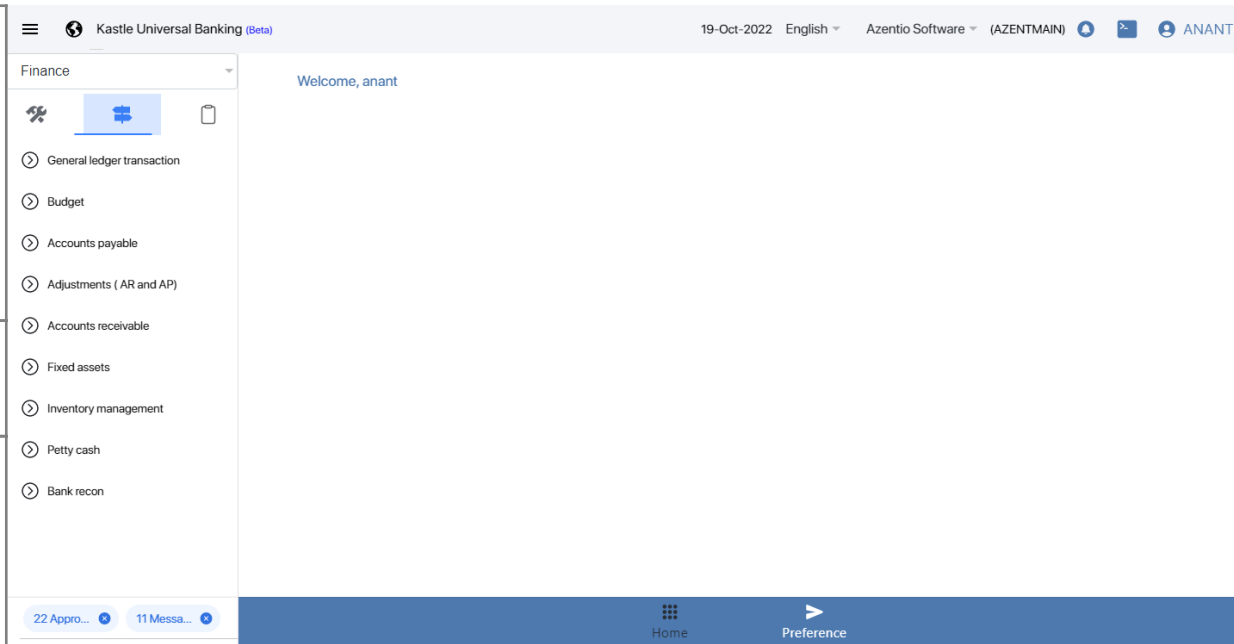 Kastle Universal Banking (Beta)
19-Oct-2022 English Azentio Software (AZENTMAIN) ANANT
Finance
Welcome, anant
General ledger transaction
Budget
Accounts payable
Adjustments ( AR and AP)
Accounts receivable
Fixed assets
Inventory management
Petty cash
Bank recon
22 Appro... 11 Messa...
Home Preference